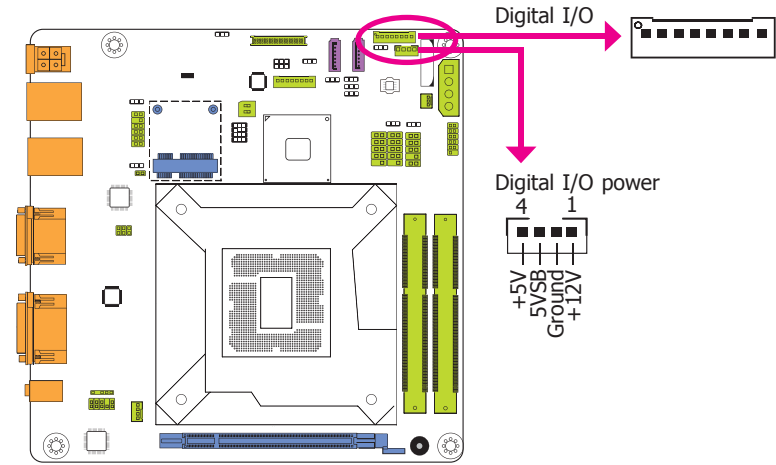 Digital I/O
Digital I/O power
4 1
+5V
5VSB
Ground
+12V